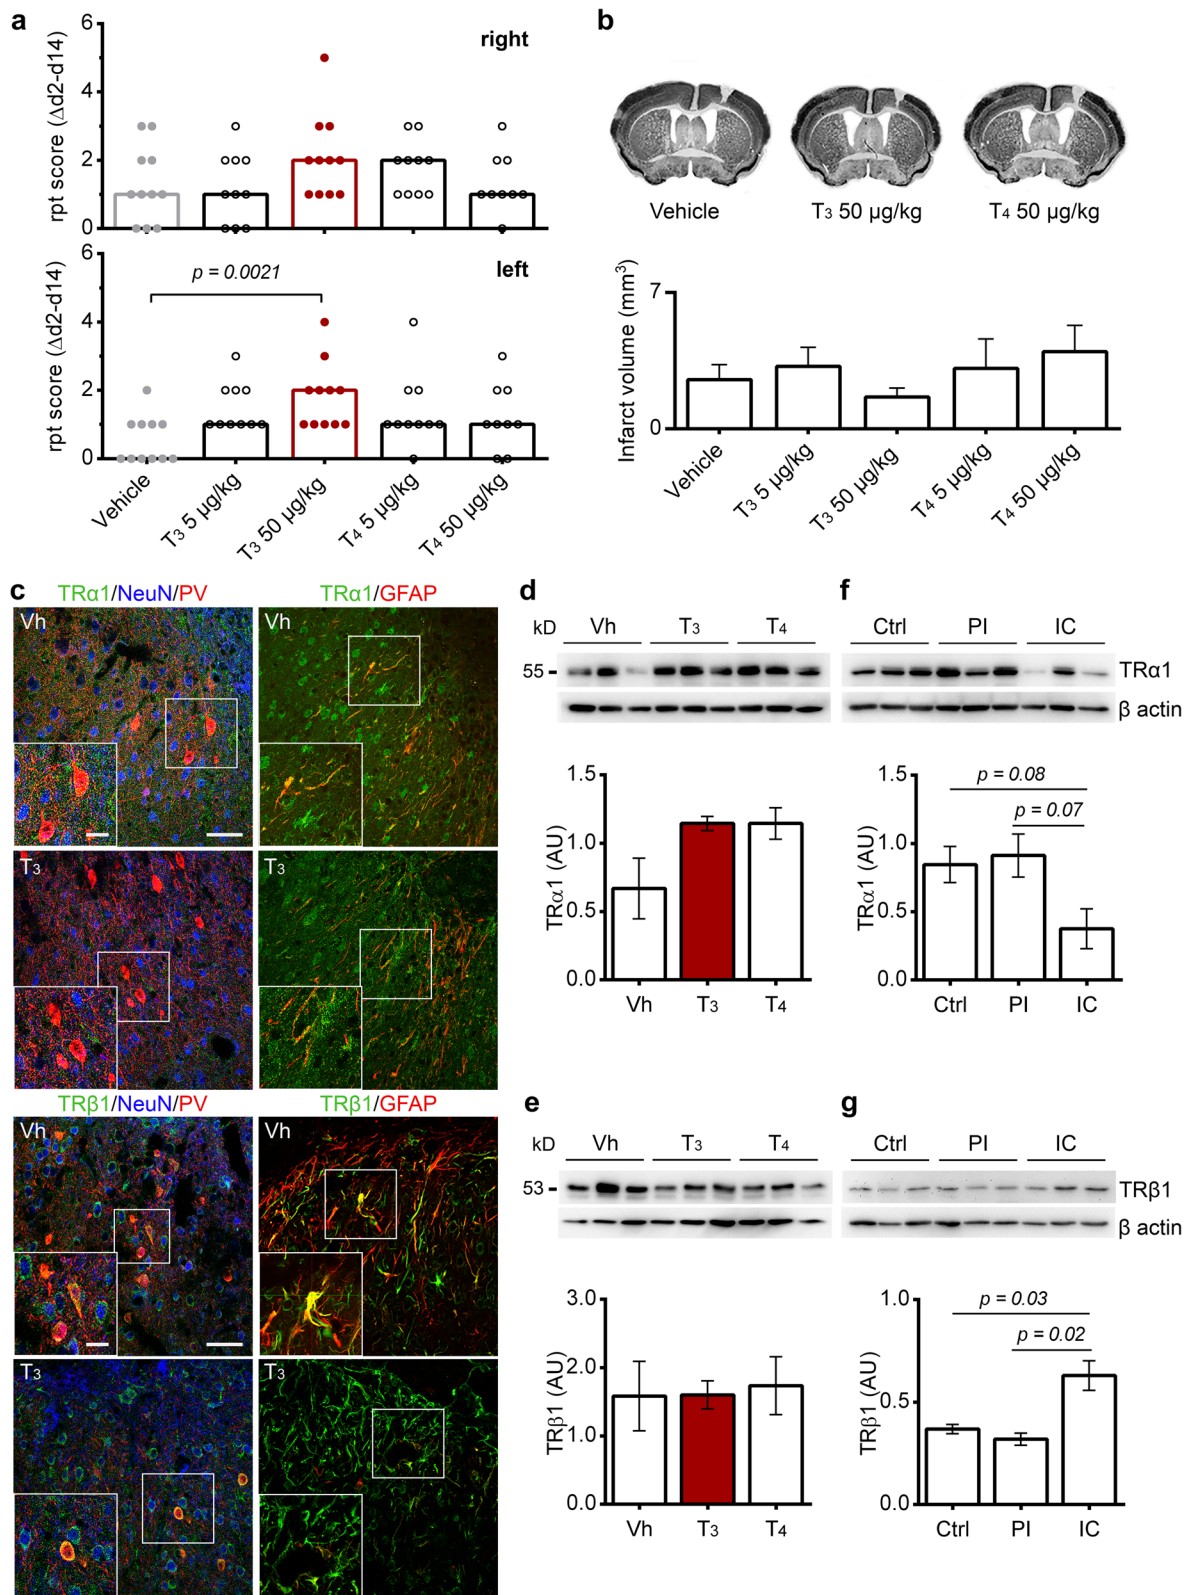 a
right
rpt score (Δd2-d14)
6
4
2
0
left
rpt score (Δd2-d14)
6
4
2
0
p = 0.0021
Vehicle
T3 5 µg/kg
T3 50 µg/kg
T4 5 µg/kg
T4 50 µg/kg
b
Vehicle
T3 50 µg/kg
T4 50 µg/kg
Infarct volume (mm³)
7
0
Vehicle
T3 5 µg/kg
T3 50 µg/kg
T4 5 µg/kg
T4 50 µg/kg
c
TRα1/NeuN/PV
TRα1/GFAP
Vh
T3
TRβ1/NeuN/PV
TRβ1/GFAP
Vh
Vh
T3
T3
d
kD
Vh
T3
T4
55
TRα1 (AU)
1.5
1.0
0.5
0.0
Vh
T3
T4
f
Ctrl
PI
IC
TRα1
β actin
TRα1 (AU)
1.5
1.0
0.5
0.0
p = 0.08
p = 0.07
Ctrl
PI
IC
e
kD
Vh
T3
T4
53
TRβ1 (AU)
3.0
2.0
1.0
0.0
Vh
T3
T4
g
Ctrl
PI
IC
TRβ1
β actin
TRβ1 (AU)
1.0
0.5
0.0
p = 0.03
p = 0.02
Ctrl
PI
IC